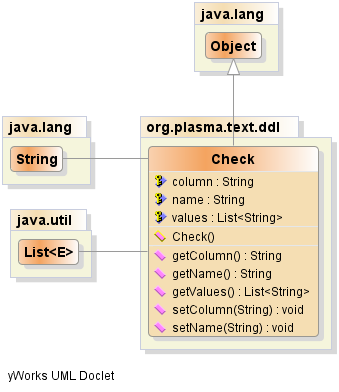 java.lang
Object
java.lang
String
org.plasma.text.ddl
Check
column : String
name : String
values : List<String>
Check()
getColumn() : String
getName() : String
getValues() : List<String>
setColumn(String) : void
setName(String) : void
java.util
List<E>
yWorks UML Doclet